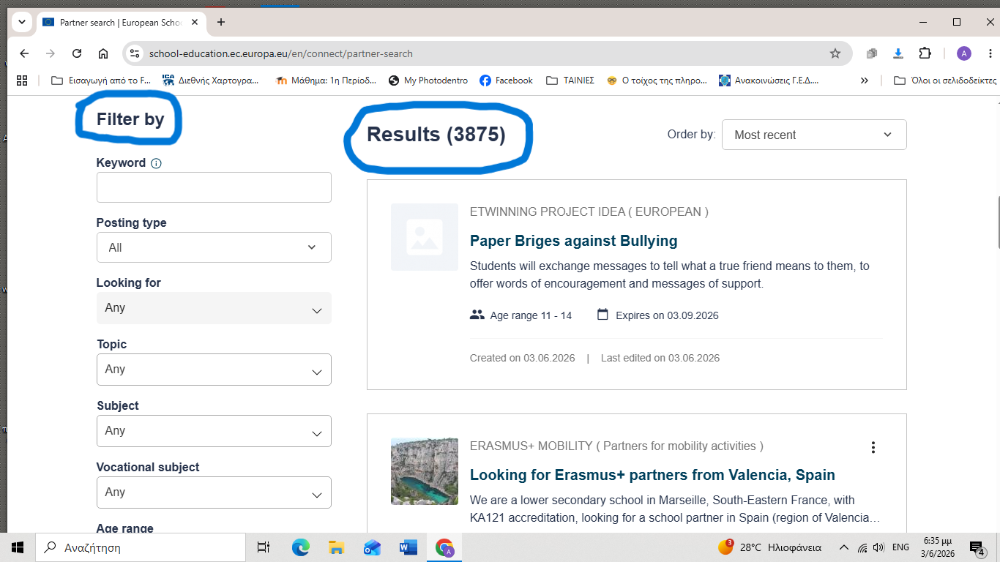 Partner search | European Scho
school-education.ec.europa.eu/en/connect/partner-search
A
Εισαγωγή από το F... Διεθνής Χαρτογρα... Μάθημα: 1η Περίοδ... My Photodentro Facebook ΤΑΙΝΙΕΣ Ο τοίχος της πληρο... Ανακοινώσεις Γ.Ε.Δ.... Όλοι οι σελιδοδείκτες
Filter by
Keyword
Posting type
All
Looking for
Any
Topic
Any
Subject
Any
Vocational subject
Any
Age range
Results (3875)
Order by: Most recent
ETWINNING PROJECT IDEA ( EUROPEAN )
Paper Briges against Bullying
Students will exchange messages to tell what a true friend means to them, to
offer words of encouragement and messages of support.
Age range 11 - 14 Expires on 03.09.2026
Created on 03.06.2026 | Last edited on 03.06.2026
ERASMUS+ MOBILITY ( Partners for mobility activities )
Looking for Erasmus+ partners from Valencia, Spain
We are a lower secondary school in Marseille, South-Eastern France, with
KA121 accreditation, looking for a school partner in Spain (region of Valencia…
Αναζήτηση
3 28°C Ηλιοφάνεια ENG
6:35 μμ
3/6/2026
4